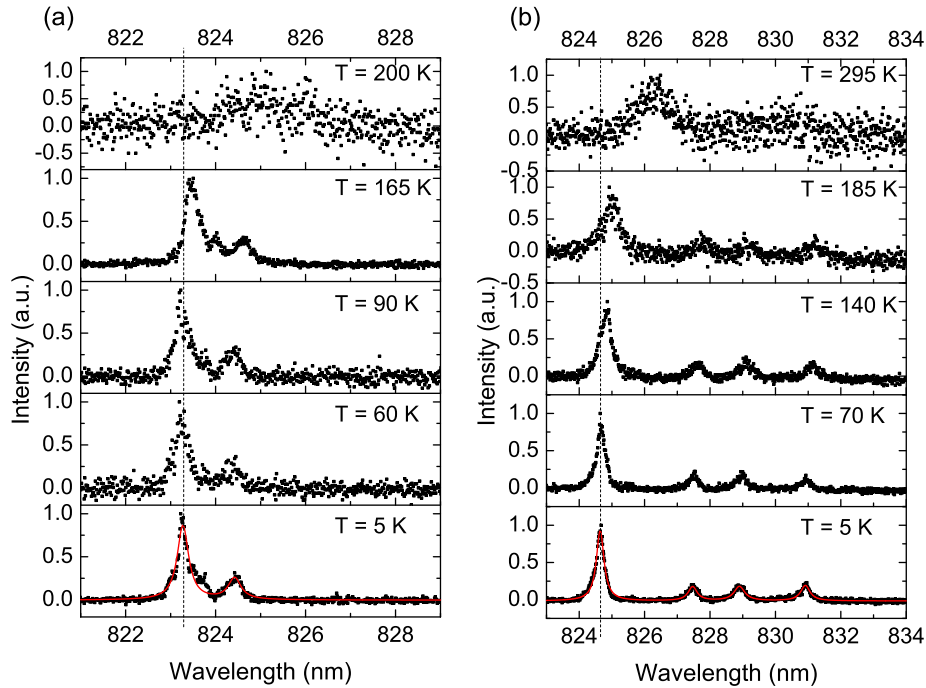 (a)
822 824 826 828
1.0
0.5
0.0
-0.5
T = 200 K
1.0
0.5
0.0
T = 165 K
1.0
0.5
0.0
T = 90 K
1.0
0.5
0.0
T = 60 K
1.0
0.5
0.0
T = 5 K
822 824 826 828
Wavelength (nm)
Intensity (a.u.)
(b)
824 826 828 830 832 834
1.0
0.5
0.0
-0.5
T = 295 K
1.0
0.5
0.0
-0.5
T = 185 K
1.0
0.5
0.0
T = 140 K
1.0
0.5
0.0
T = 70 K
1.0
0.5
0.0
T = 5 K
824 826 828 830 832 834
Wavelength (nm)
Intensity (a.u.)